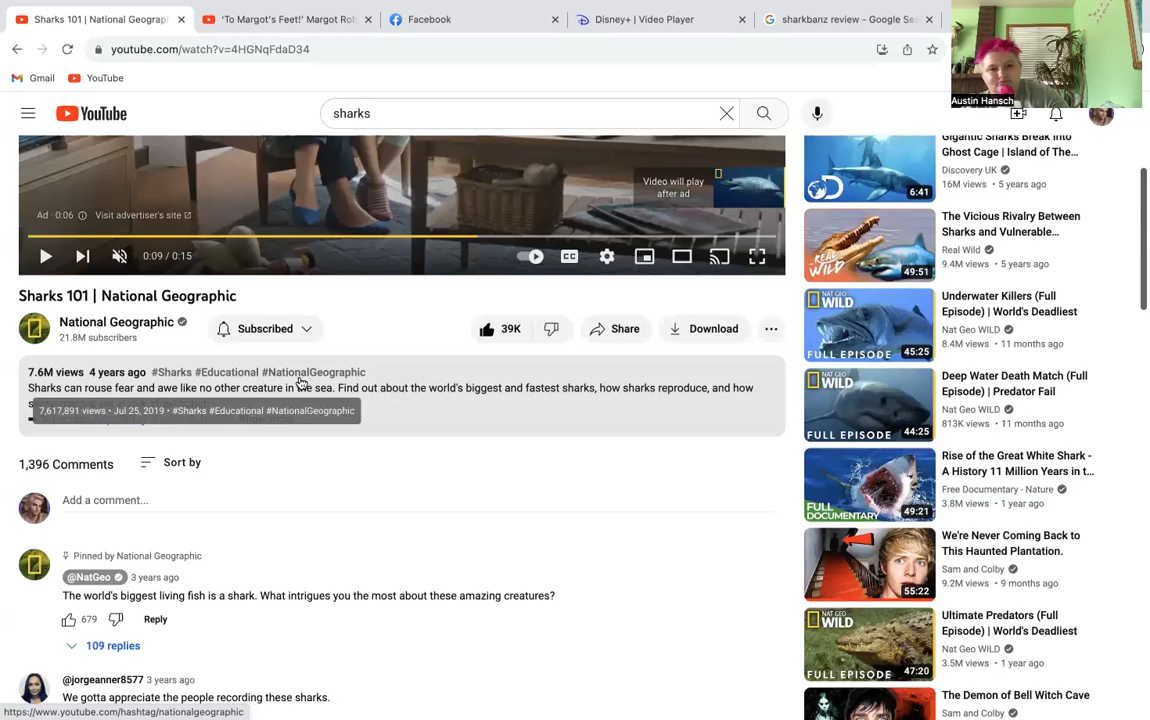 Sharks 101 | National Geograph
'To Margot's Feet!' Margot Rob
Facebook
Disney+ | Video Player
sharkbanz review - Google Se
youtube.com/watch?v=4HGNqFdaD34
Gmail
YouTube
Austin Hansch
YouTube
sharks
Video will play
after ad
Ad · 0:06
Visit advertiser's site
0:09 / 0:15
CC
Sharks 101 | National Geographic
National Geographic
21.8M subscribers
Subscribed
39K
Share
Download
7.6M views 4 years ago #Sharks #Educational #NationalGeographic
Sharks can rouse fear and awe like no other creature in the sea. Find out about the world's biggest and fastest sharks, how sharks reproduce, and how
7,617,891 views • Jul 25, 2019 • #Sharks #Educational #NationalGeographic
1,396 Comments
Sort by
Add a comment...
Pinned by National Geographic
@NatGeo
3 years ago
The world's biggest living fish is a shark. What intrigues you the most about these amazing creatures?
679
Reply
109 replies
@jorgeanner8577 3 years ago
We gotta appreciate the people recording these sharks.
https://www.youtube.com/hashtag/nationalgeographic
Gigantic Sharks Break Into
Ghost Cage | Island of The...
Discovery UK
16M views • 5 years ago
6:41
The Vicious Rivalry Between
Sharks and Vulnerable...
Real Wild
9.4M views • 5 years ago
REAL
WILD
49:51
Underwater Killers (Full
Episode) | World's Deadliest
Nat Geo WILD
8.4M views • 11 months ago
NAT GEO
WILD
45:25
Deep Water Death Match (Full
Episode) | Predator Fail
Nat Geo WILD
813K views • 11 months ago
NAT GEO
WILD
FULL EPISODE
44:25
Rise of the Great White Shark -
A History 11 Million Years in t...
Free Documentary - Nature
3.8M views • 1 year ago
FULL
DOCUMENTARY
49:21
We're Never Coming Back to
This Haunted Plantation.
Sam and Colby
9.2M views • 9 months ago
55:22
Ultimate Predators (Full
Episode) | World's Deadliest
Nat Geo WILD
3.5M views • 1 year ago
NAT GEO
WILD
FULL EPISODE
47:20
The Demon of Bell Witch Cave
Sam and Colby